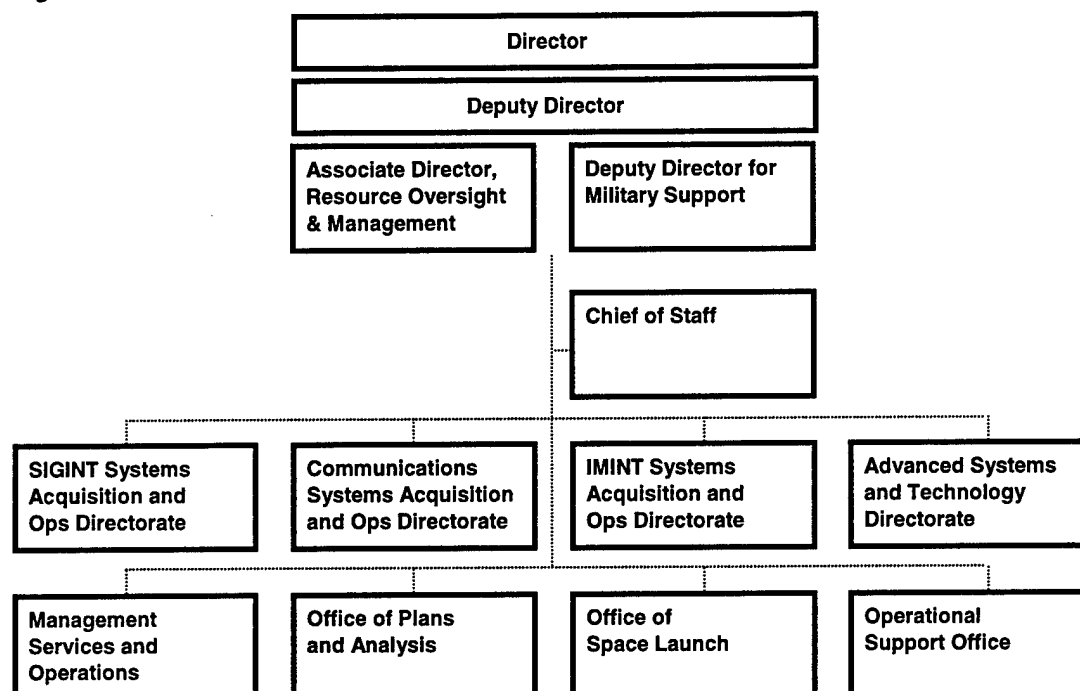 Director
Deputy Director
Associate Director,
Resource Oversight
& Management
Deputy Director for
Military Support
Chief of Staff
SIGINT Systems
Acquisition and
Ops Directorate
Communications
Systems Acquisition
and Ops Directorate
IMINT Systems
Acquisition and
Ops Directorate
Advanced Systems
and Technology
Directorate
Management
Services and
Operations
Office of Plans
and Analysis
Office of
Space Launch
Operational
Support Office